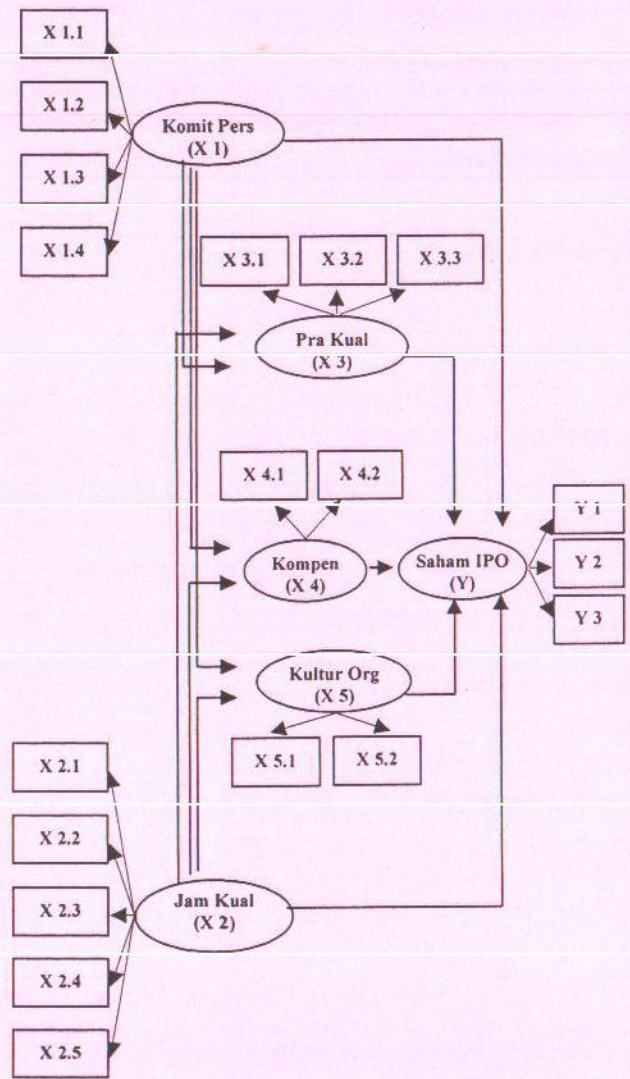 X 1.1
X 1.2
Komit Pers
(X 1)
X 1.3
X 1.4
X 3.1
X 3.2
X 3.3
Pra Kual
(X 3)
X 4.1
X 4.2
Y 1
Kompen
(X 4)
Saham IPO
(Y)
Y 2
Y 3
Kultur Org
(X 5)
X 5.1
X 5.2
X 2.1
X 2.2
X 2.3
Jam Kual
(X 2)
X 2.4
X 2.5